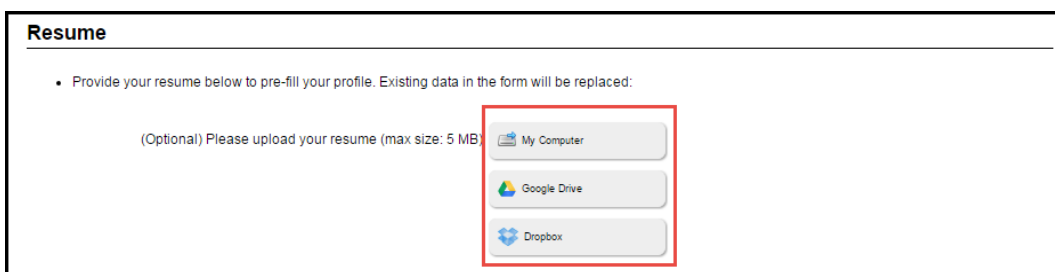 Resume
• Provide your resume below to pre-fill your profile. Existing data in the form will be replaced:
(Optional) Please upload your resume (max size: 5 MB) My Computer
Google Drive
Dropbox